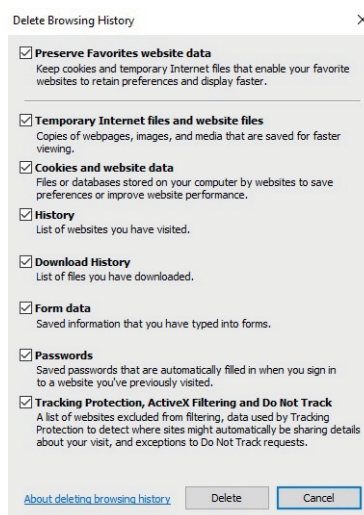 Delete Browsing History
Preserve Favorites website data
Keep cookies and temporary Internet files that enable your favorite
websites to retain preferences and display faster.
Temporary Internet files and website files
Copies of webpages, images, and media that are saved for faster
viewing.
Cookies and website data
Files or databases stored on your computer by websites to save
preferences or improve website performance.
History
List of websites you have visited.
Download History
List of files you have downloaded.
Form data
Saved information that you have typed into forms.
Passwords
Saved passwords that are automatically filled in when you sign in
to a website you've previously visited.
Tracking Protection, ActiveX Filtering and Do Not Track
A list of websites excluded from filtering, data used by Tracking
Protection to detect where sites might automatically be sharing details
about your visit, and exceptions to Do Not Track requests.
About deleting browsing history Delete Cancel